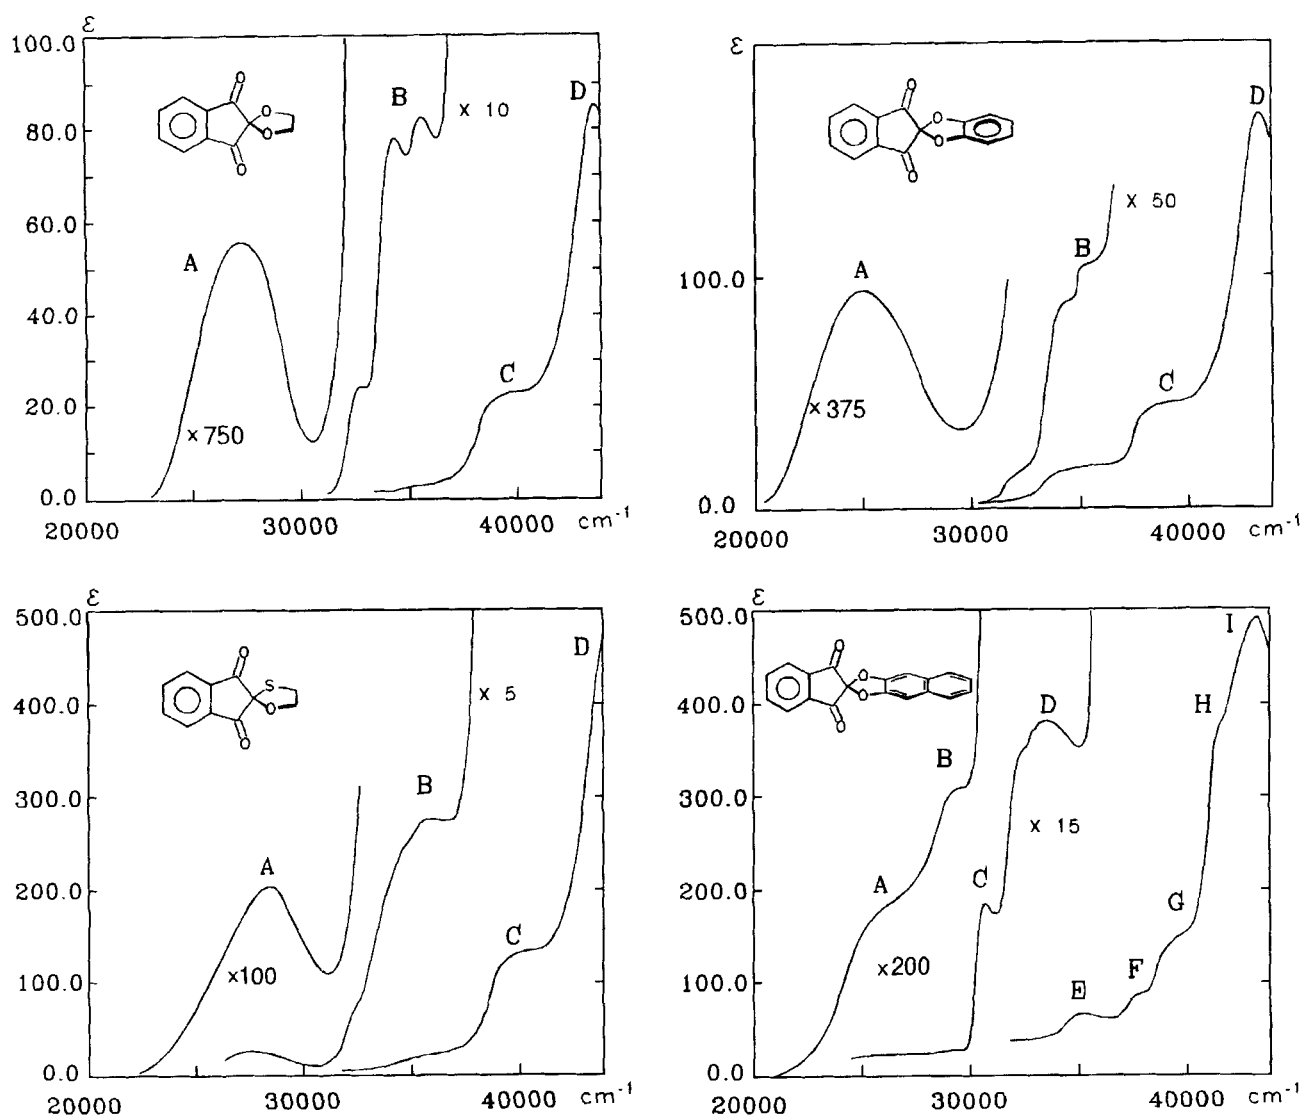 ε
100.0
80.0
60.0
40.0
20.0
0.0
20000
30000
40000
cm⁻¹
A
B
C
D
× 10
× 750
O
O
O
O
ε
100.0
0.0
20000
30000
40000
cm⁻¹
A
B
C
D
× 50
× 375
O
O
O
O
ε
500.0
400.0
300.0
200.0
100.0
0.0
20000
30000
40000
cm⁻¹
A
B
C
D
× 5
×100
O
S
O
O
ε
500.0
400.0
300.0
200.0
100.0
0.0
20000
30000
40000
cm⁻¹
A
B
C
D
E
F
G
H
I
× 15
×200
O
O
O
O